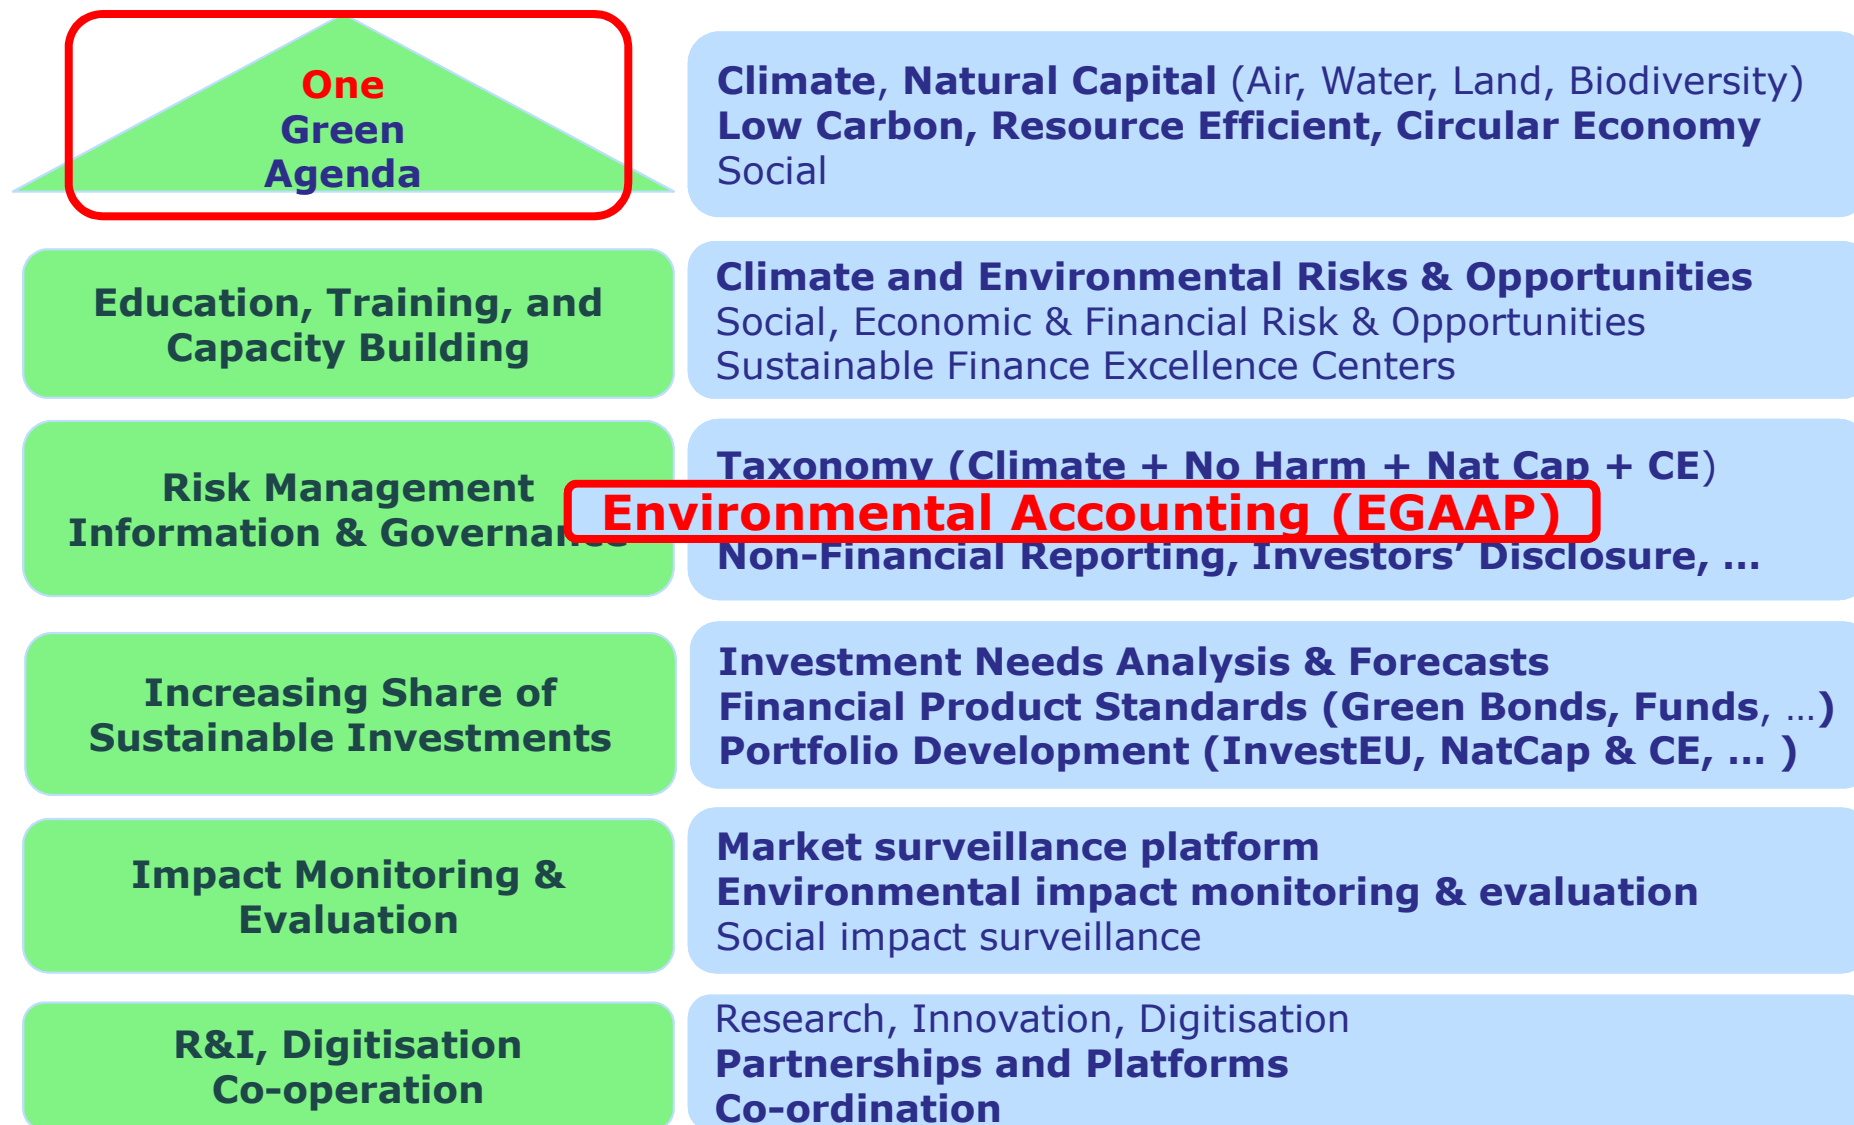 One
Green
Agenda
Climate, Natural Capital (Air, Water, Land, Biodiversity)
Low Carbon, Resource Efficient, Circular Economy
Social
Education, Training, and
Capacity Building
Climate and Environmental Risks & Opportunities
Social, Economic & Financial Risk & Opportunities
Sustainable Finance Excellence Centers
Risk Management
Information & Governance
Taxonomy (Climate + No Harm + Nat Cap + CE)
Environmental Accounting (EGAAP)
Non-Financial Reporting, Investors’ Disclosure, ...
Increasing Share of
Sustainable Investments
Investment Needs Analysis & Forecasts
Financial Product Standards (Green Bonds, Funds, ...)
Portfolio Development (InvestEU, NatCap & CE, ... )
Impact Monitoring &
Evaluation
Market surveillance platform
Environmental impact monitoring & evaluation
Social impact surveillance
R&I, Digitisation
Co-operation
Research, Innovation, Digitisation
Partnerships and Platforms
Co-ordination